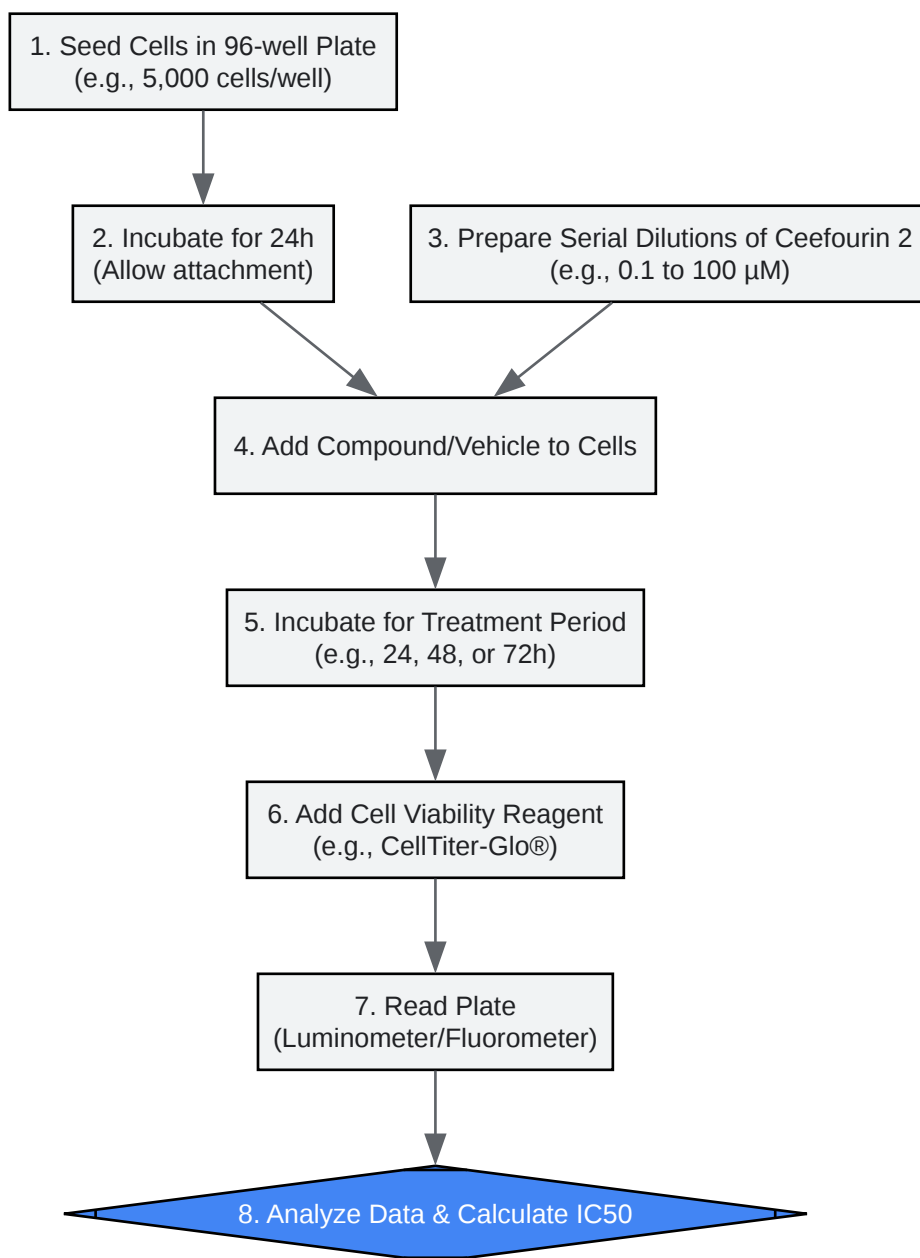 1. Seed Cells in 96-well Plate
(e.g., 5,000 cells/well)
2. Incubate for 24h
(Allow attachment)
3. Prepare Serial Dilutions of Ceefourin 2
(e.g., 0.1 to 100 µM)
4. Add Compound/Vehicle to Cells
5. Incubate for Treatment Period
(e.g., 24, 48, or 72h)
6. Add Cell Viability Reagent
(e.g., CellTiter-Glo®)
7. Read Plate
(Luminometer/Fluorometer)
8. Analyze Data & Calculate IC50